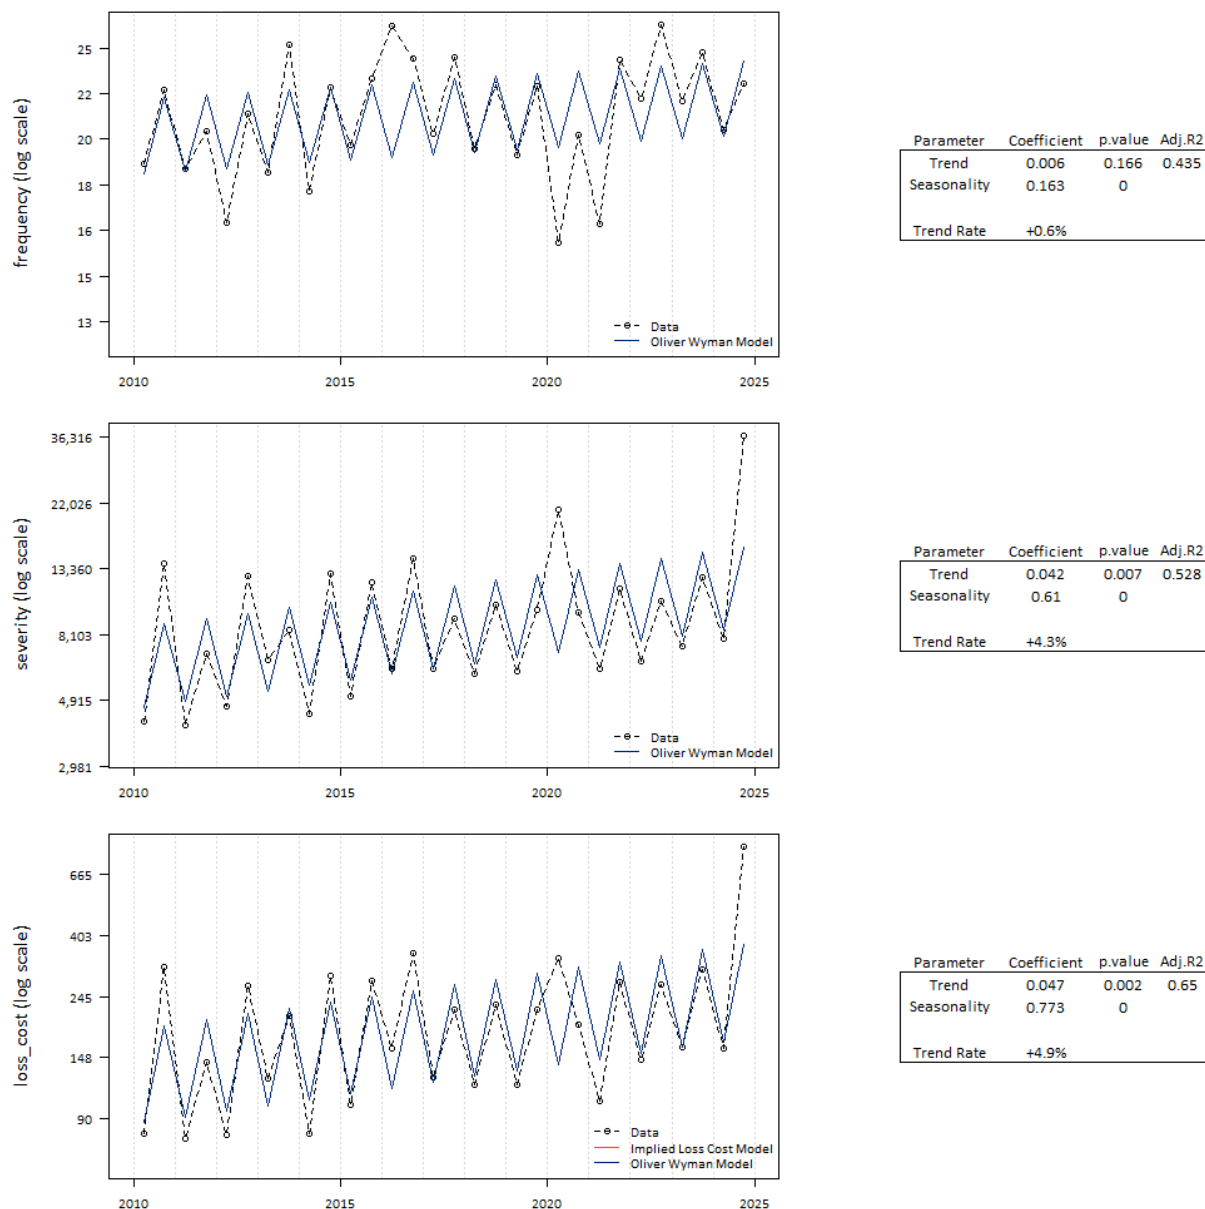 frequency (log scale)
25
22
20
18
16
15
13
Data
Oliver Wyman Model
2010 2015 2020 2025
Parameter Coefficient p.value Adj.R2
Trend 0.006 0.166 0.435
Seasonality 0.163 0
Trend Rate +0.6%
severity (log scale)
36,316
22,026
13,360
8,103
4,915
2,981
Data
Oliver Wyman Model
2010 2015 2020 2025
Parameter Coefficient p.value Adj.R2
Trend 0.042 0.007 0.528
Seasonality 0.61 0
Trend Rate +4.3%
loss_cost (log scale)
665
403
245
148
90
Data
Implied Loss Cost Model
Oliver Wyman Model
2010 2015 2020 2025
Parameter Coefficient p.value Adj.R2
Trend 0.047 0.002 0.65
Seasonality 0.773 0
Trend Rate +4.9%